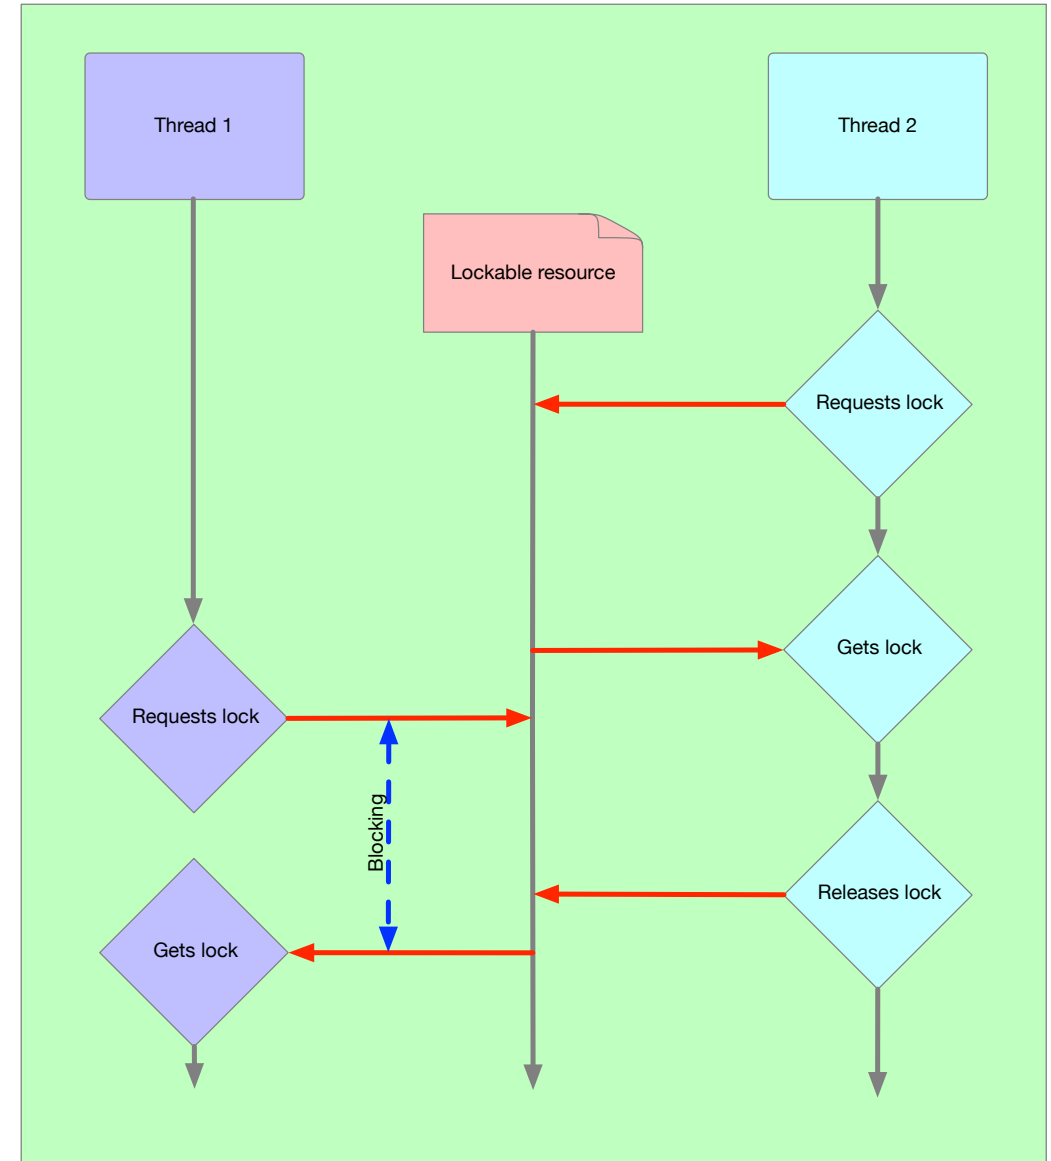 Thread 1
Thread 2
Lockable resource
Requests lock
Gets lock
Requests lock
Blocking
Releases lock
Gets lock